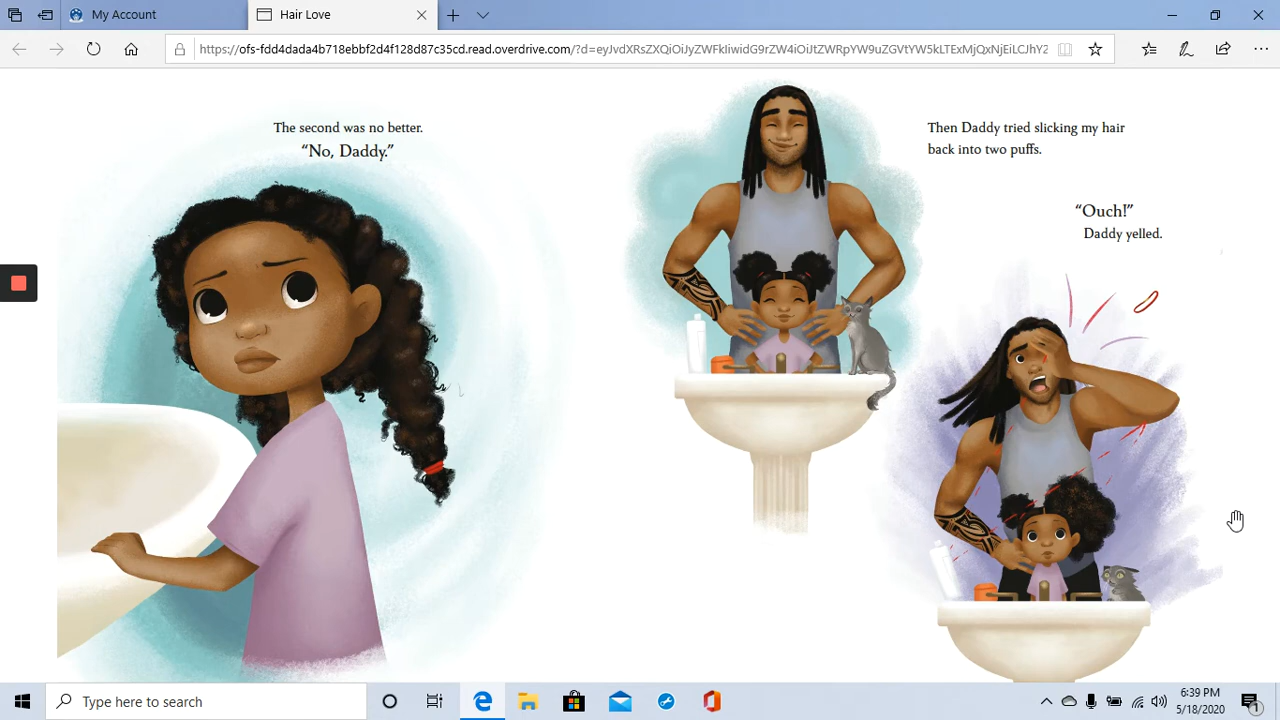 My Account
Hair Love
https://ofs-fdd4dada4b718ebbf2d4f128d87c35cd.read.overdrive.com/?d=eyJvdXRsZXQiOiJyZWFkIiwidG9rZW4iOiJtZWRpYW9uZGVtYW5kLTExMjQxNjEiLCJhY2
The second was no better.
“No, Daddy.”
Then Daddy tried slicking my hair
back into two puffs.
“Ouch!”
Daddy yelled.
Type here to search
6:39 PM
5/18/2020
1